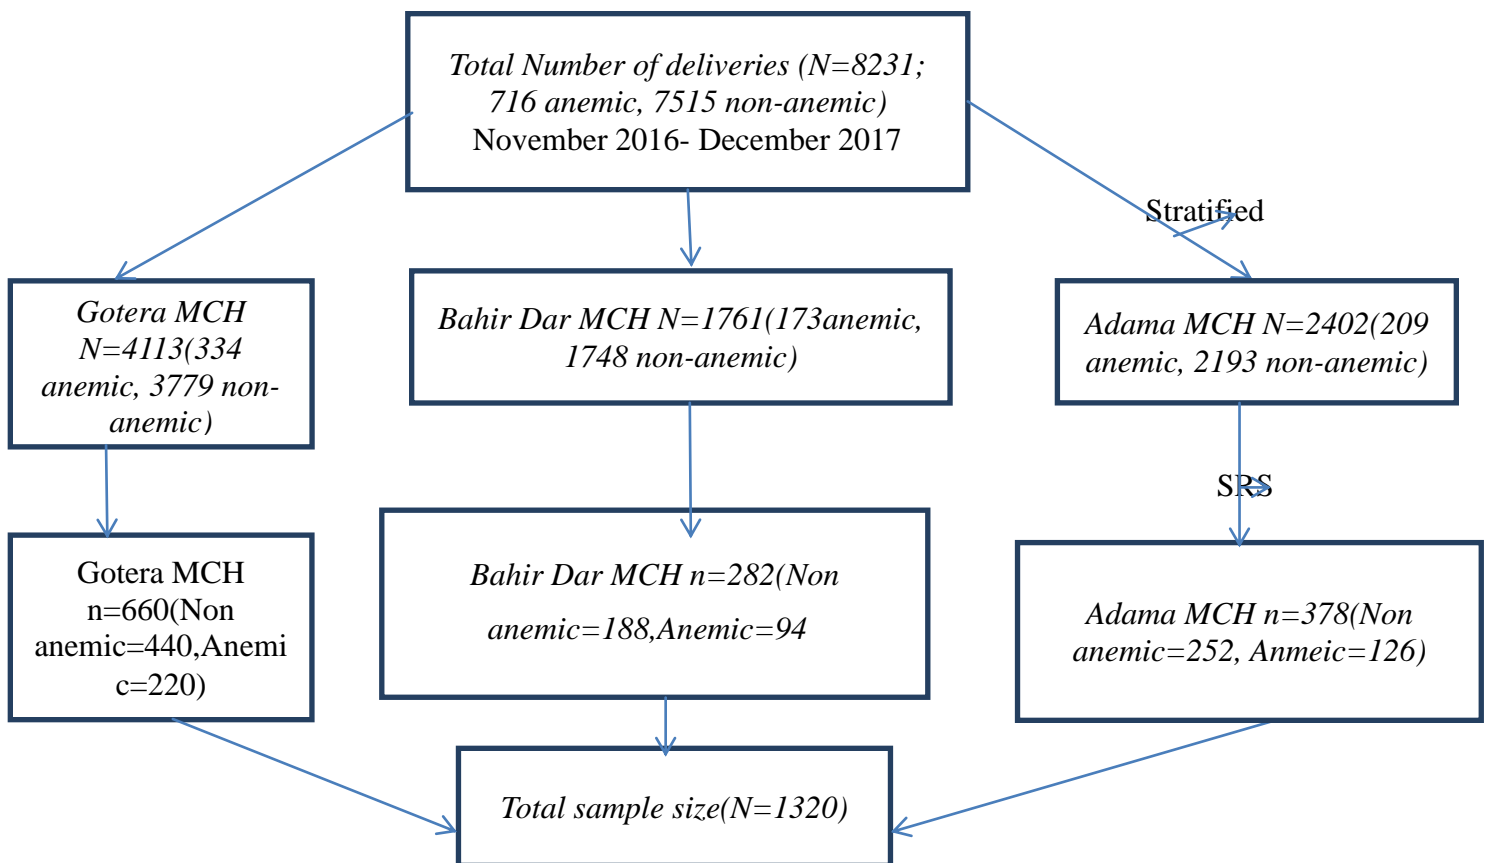 Total Number of deliveries (N=8231;
716 anemic, 7515 non-anemic)
November 2016- December 2017
Stratified
Gotera MCH
N=4113(334
anemic, 3779 non-
anemic)
Bahir Dar MCH N=1761(173anemic,
1748 non-anemic)
Adama MCH N=2402(209
anemic, 2193 non-anemic)
SRS
Gotera MCH
n=660(Non
anemic=440,Anemi
c=220)
Bahir Dar MCH n=282(Non
anemic=188,Anemic=94
Adama MCH n=378(Non
anemic=252, Anmeic=126)
Total sample size(N=1320)